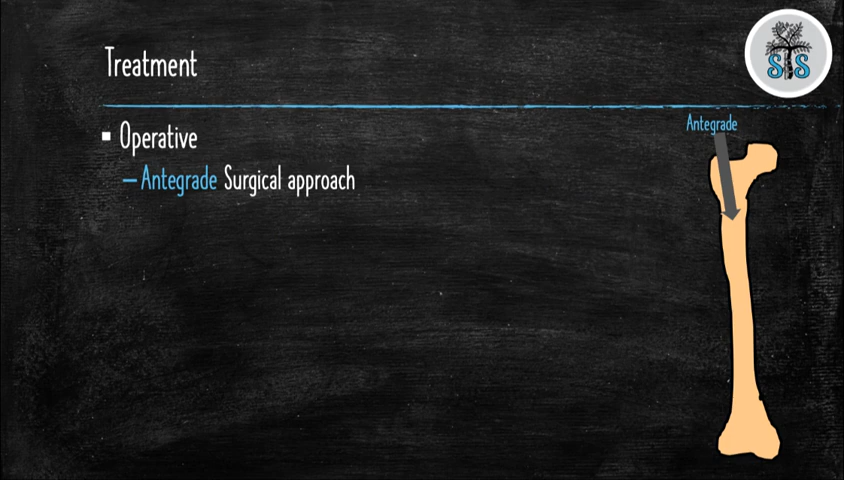 Treatment
STS
Antegrade
▪ Operative
– Antegrade Surgical approach